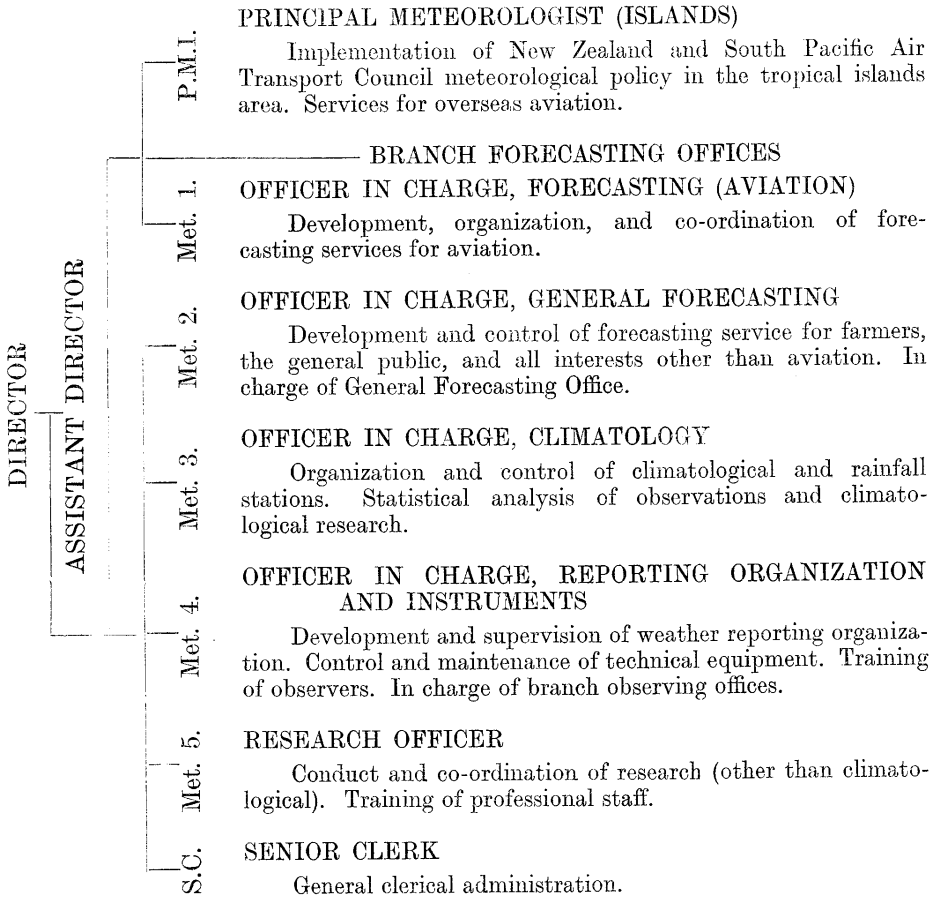 DIRECTOR
ASSISTANT DIRECTOR
P.M.I.
PRINCIPAL METEOROLOGIST (ISLANDS)
Implementation of New Zealand and South Pacific Air
Transport Council meteorological policy in the tropical islands
area. Services for overseas aviation.
BRANCH FORECASTING OFFICES
Met. 1.
OFFICER IN CHARGE, FORECASTING (AVIATION)
Development, organization, and co-ordination of fore-
casting services for aviation.
Met. 2.
OFFICER IN CHARGE, GENERAL FORECASTING
Development and control of forecasting service for farmers,
the general public, and all interests other than aviation. In
charge of General Forecasting Office.
Met. 3.
OFFICER IN CHARGE, CLIMATOLOGY
Organization and control of climatological and rainfall
stations. Statistical analysis of observations and climato-
logical research.
Met. 4.
OFFICER IN CHARGE, REPORTING ORGANIZATION
AND INSTRUMENTS
Development and supervision of weather reporting organiza-
tion. Control and maintenance of technical equipment. Training
of observers. In charge of branch observing offices.
Met. 5.
RESEARCH OFFICER
Conduct and co-ordination of research (other than climato-
logical). Training of professional staff.
S.C.
SENIOR CLERK
General clerical administration.